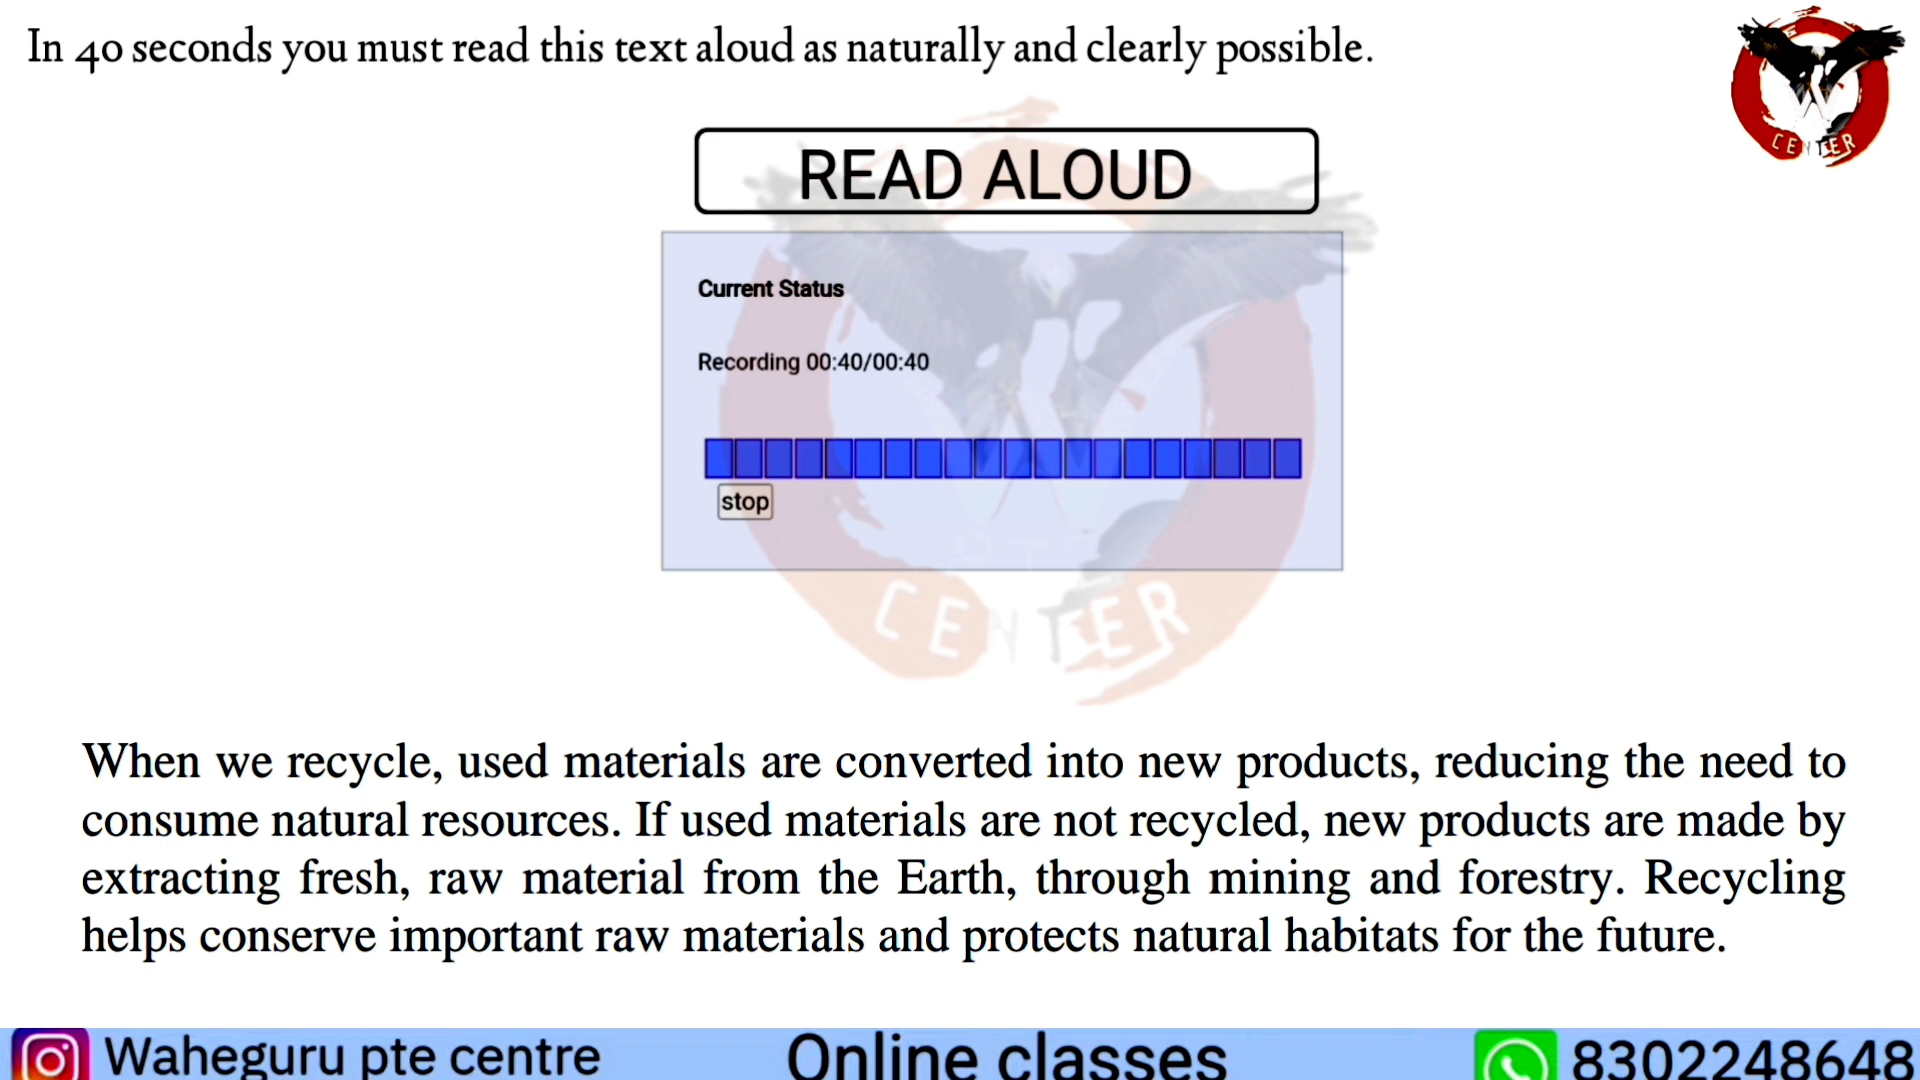 In 40 seconds you must read this text aloud as naturally and clearly possible.
CENTER
READ ALOUD
Current Status
Recording 00:40/00:40
stop
CENTER
When we recycle, used materials are converted into new products, reducing the need to
consume natural resources. If used materials are not recycled, new products are made by
extracting fresh, raw material from the Earth, through mining and forestry. Recycling
helps conserve important raw materials and protects natural habitats for the future.
Waheguru pte centre
Online classes
8302248648